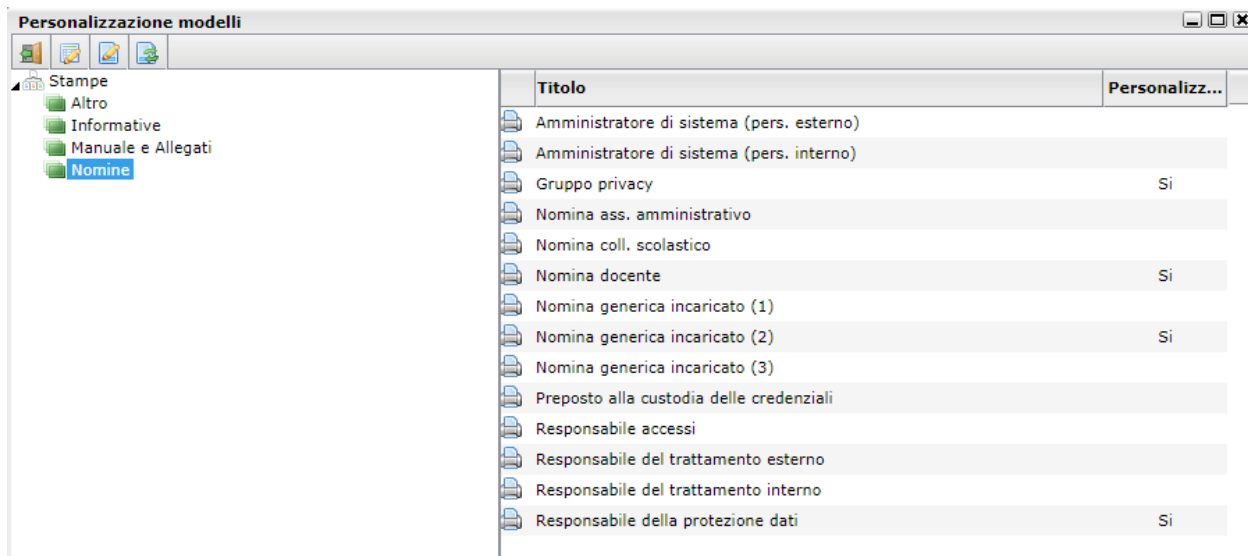 Personalizzazione modelli
Stampe
Altro
Informative
Manuale e Allegati
Nomine
Titolo Personalizz...
Amministratore di sistema (pers. esterno)
Amministratore di sistema (pers. interno)
Gruppo privacy Si
Nomina ass. amministrativo
Nomina coll. scolastico
Nomina docente Si
Nomina generica incaricato (1)
Nomina generica incaricato (2) Si
Nomina generica incaricato (3)
Preposto alla custodia delle credenziali
Responsabile accessi
Responsabile del trattamento esterno
Responsabile del trattamento interno
Responsabile della protezione dati Si